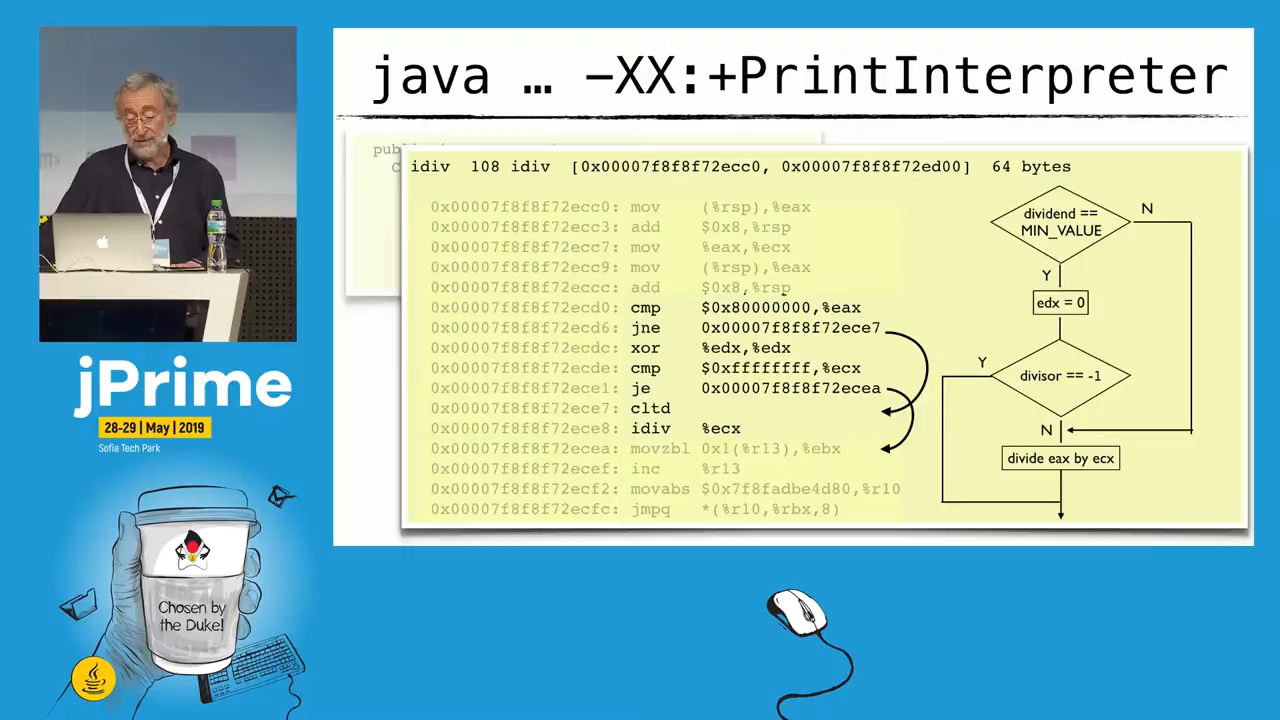 java … -XX:+PrintInterpreter
idiv 108 idiv [0x00007f8f8f72ecc0, 0x00007f8f8f72ed00] 64 bytes
0x00007f8f8f72ecc0: mov (%rsp),%eax
0x00007f8f8f72ecc3: add $0x8,%rsp
0x00007f8f8f72ecc7: mov %eax,%ecx
0x00007f8f8f72ecc9: mov (%rsp),%eax
0x00007f8f8f72eccc: add $0x8,%rsp
0x00007f8f8f72ecd0: cmp $0x80000000,%eax
0x00007f8f8f72ecd6: jne 0x00007f8f8f72ece7
0x00007f8f8f72ecdc: xor %edx,%edx
0x00007f8f8f72ecde: cmp $0xffffffff,%ecx
0x00007f8f8f72ece1: je 0x00007f8f8f72ecea
0x00007f8f8f72ece7: cltd
0x00007f8f8f72ece8: idiv %ecx
0x00007f8f8f72ecea: movzbl 0x1(%r13),%ebx
0x00007f8f8f72ecef: inc %r13
0x00007f8f8f72ecf2: movabs $0x7f8fadbe4d80,%r10
0x00007f8f8f72ecfc: jmpq *(%r10,%rbx,8)
dividend ==
MIN_VALUE
N
Y
edx = 0
Y
divisor == -1
N
divide eax by ecx
jPrime
28-29 | May | 2019
Sofia Tech Park
Chosen by
the Duke!